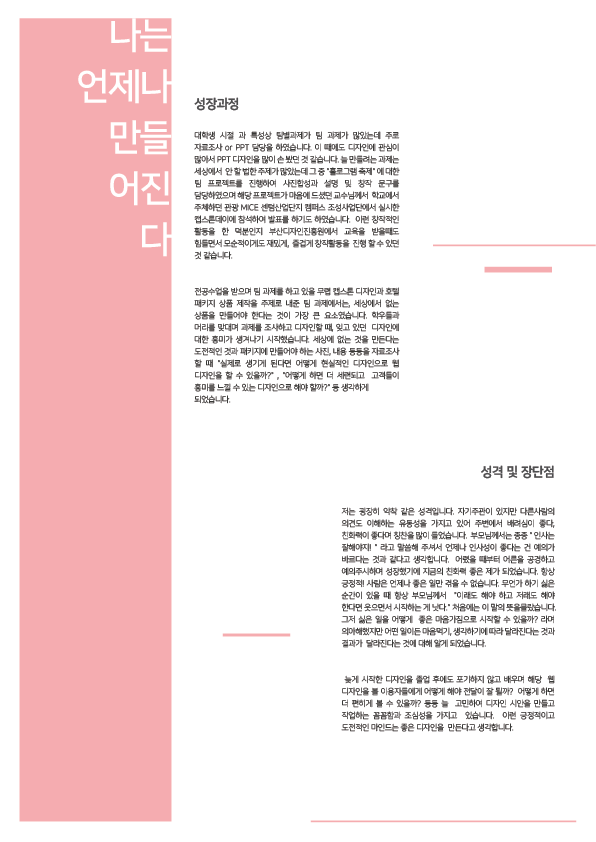 나는
언제나
만들
어진
다
성장과정
대학생 시절 과 특성상 팀별과제가 팀 과제가 많았는데 주로
자료조사 or PPT 담당을 하였습니다. 이 때에도 디자인에 관심이
많아서 PPT 디자인을 많이 손 봤던 것 같습니다. 늘 만들려는 과제는
세상에서 안 할 법한 주제가 많았는데 그 중 "홀로그램 축제" 에 대한
팀 프로젝트를 진행하여 사진합성과 설명 및 창작 문구를
담당하였으며 해당 프로젝트가 마음에 드셨던 교수님께서 학교에서
주체하던 관광 MICE 센텀산업단지 캠퍼스 조성사업단에서 실시한
캡스톤데이에 참석하여 발표를 하기도 하였습니다. 이런 창작적인
활동을 한 덕분인지 부산디자인진흥원에서 교육을 받을때도
힘들면서 모순적이게도 재밌게, 즐겁게 창작활동을 진행 할 수 있던
것 같습니다.
전공수업을 받으며 팀 과제를 하고 있을 무렵 캡스톤 디자인과 호텔
패키지 상품 제작을 주제로 내준 팀 과제에서는, 세상에서 없는
상품을 만들어야 한다는 것이 가장 큰 요소였습니다. 학우들과
머리를 맞대며 과제를 조사하고 디자인할 때, 잊고 있던 디자인에
대한 흥미가 생겨나기 시작했습니다. 세상에 없는 것을 만든다는
도전적인 것과 패키지에 만들어야 하는 사진, 내용 등등을 자료조사
할 때 "실제로 생기게 된다면 어떻게 현실적인 디자인으로 웹
디자인을 할 수 있을까?" , "어떻게 하면 더 세련되고 고객들이
흥미를 느낄 수 있는 디자인으로 해야 할까?" 등 생각하게
되었습니다.
성격 및 장단점
저는 굉장히 악착 같은 성격입니다. 자기주관이 있지만 다른사람의
의견도 이해하는 유동성을 가지고 있어 주변에서 배려심이 좋다,
친화력이 좋다며 칭찬을 많이 들었습니다. 부모님께서는 종종 " 인사는
잘해야지! " 라고 말씀해 주셔서 언제나 인사성이 좋다는 건 예의가
바르다는 것과 같다고 생각합니다. 어렸을 때부터 어른을 공경하고
예의주시하며 성장했기에 지금의 친화력 좋은 제가 되었습니다. 항상
긍정적! 사람은 언제나 좋은 일만 겪을 수 없습니다. 무언가 하기 싫은
순간이 있을 때 항상 부모님께서 "이래도 해야 하고 저래도 해야
한다면 웃으면서 시작하는 게 낫다." 처음에는 이 말의 뜻을몰랐습니다.
그저 싫은 일을 어떻게 좋은 마음가짐으로 시작할 수 있을까? 라며
의아해했지만 어떤 일이든 마음먹기, 생각하기에 따라 달라진다는 것과
결과가 달라진다는 것에 대해 알게 되었습니다.
늦게 시작한 디자인을 졸업 후에도 포기하지 않고 배우며 해당 웹
디자인을 볼 이용자들에게 어떻게 해야 전달이 잘 될까? 어떻게 하면
더 편히게 볼 수 있을까? 등등 늘 고민하여 디자인 시안을 만들고
작업하는 꼼꼼함과 조심성을 가지고 있습니다. 이런 긍정적이고
도전적인 마인드는 좋은 디자인을 만든다고 생각합니다.